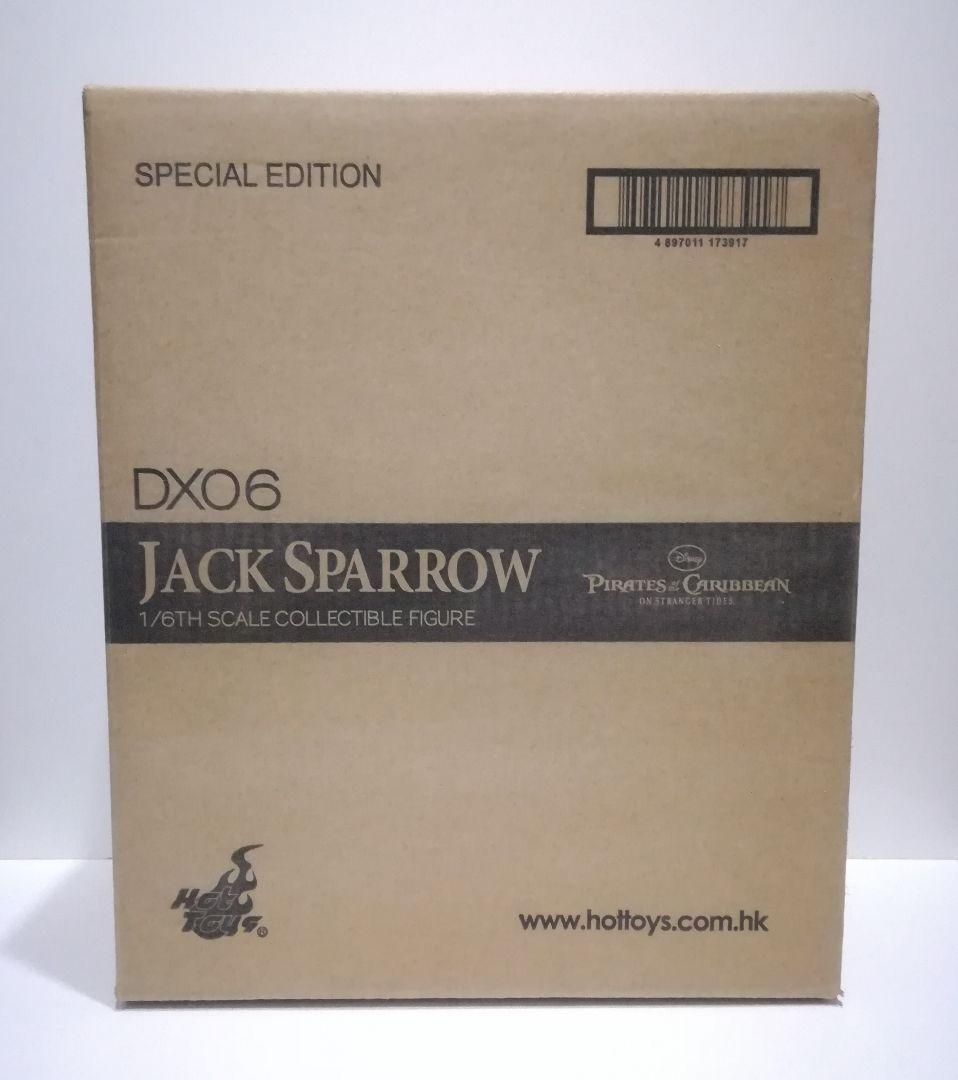 SPECIAL EDITION
4 897011 173917
DX06
JACK SPARROW
1/6TH SCALE COLLECTIBLE FIGURE
Disney
PIRATES of the CARIBBEAN
ON STRANGER TIDES
Hot
Toys®
www.hottoys.com.hk